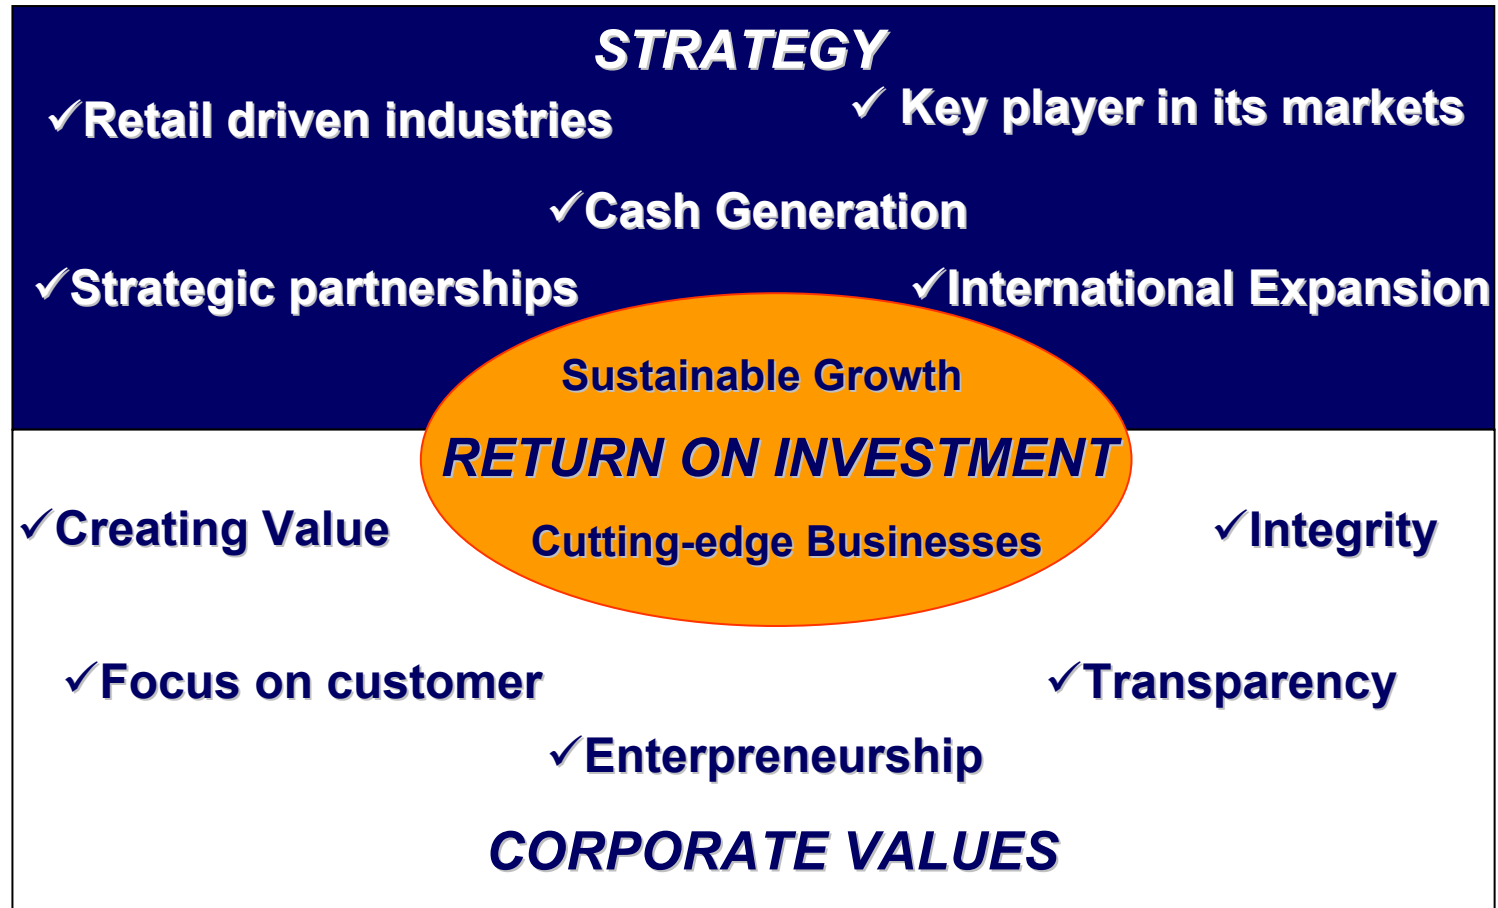 STRATEGY
✓Retail driven industries
✓ Key player in its markets
✓Cash Generation
✓Strategic partnerships
✓International Expansion
Sustainable Growth
RETURN ON INVESTMENT
Cutting-edge Businesses
✓Creating Value
✓Integrity
✓Focus on customer
✓Transparency
✓Enterpreneurship
CORPORATE VALUES